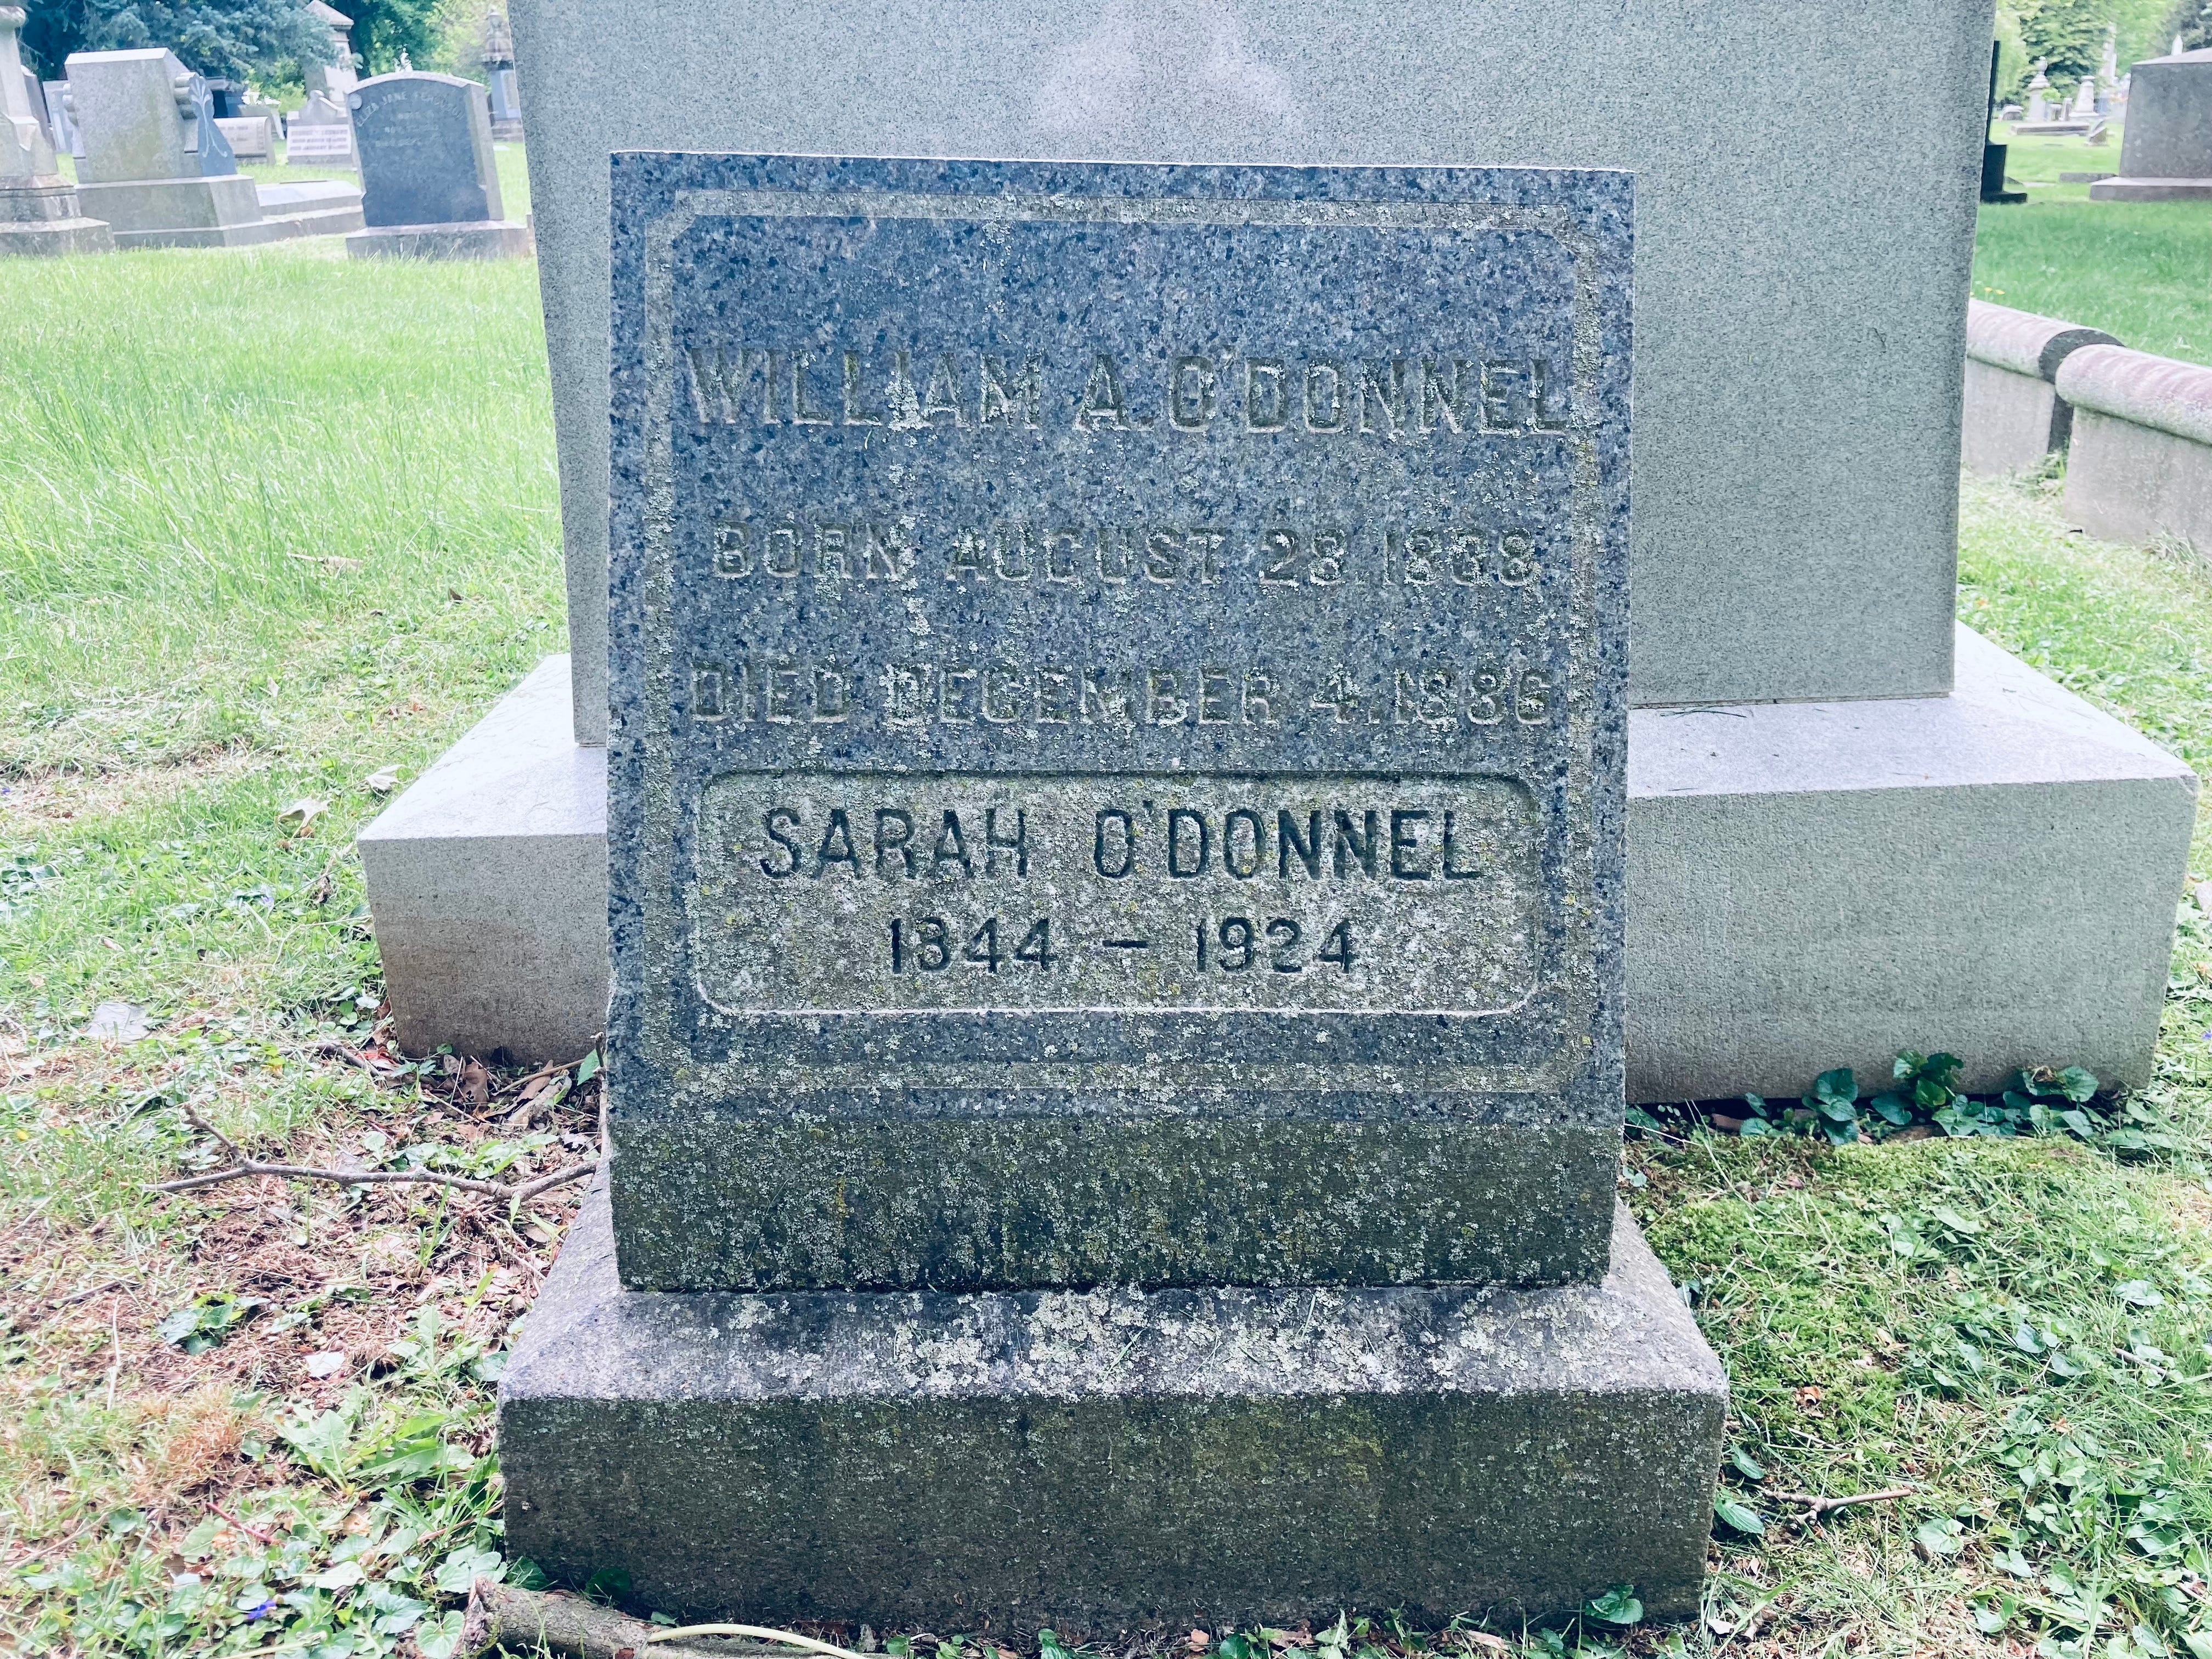 WILLIAM A. O'DONNEL
BORN AUGUST 28, 1838
DIED DECEMBER 4, 1886
SARAH O'DONNEL
1844 – 1924